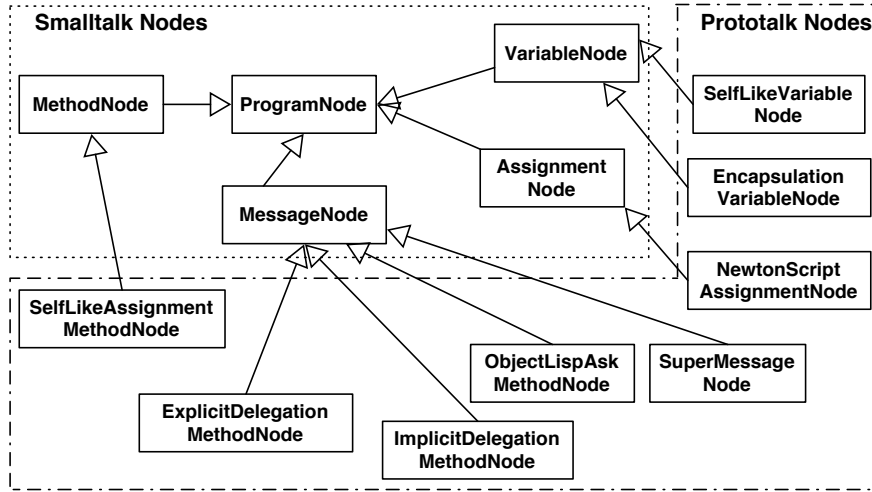 Smalltalk Nodes
Prototalk Nodes
VariableNode
MethodNode
ProgramNode
SelfLikeVariable
Node
Assignment
Node
Encapsulation
VariableNode
MessageNode
NewtonScript
AssignmentNode
SelfLikeAssignment
MethodNode
ObjectLispAsk
MethodNode
SuperMessage
Node
ExplicitDelegation
MethodNode
ImplicitDelegation
MethodNode